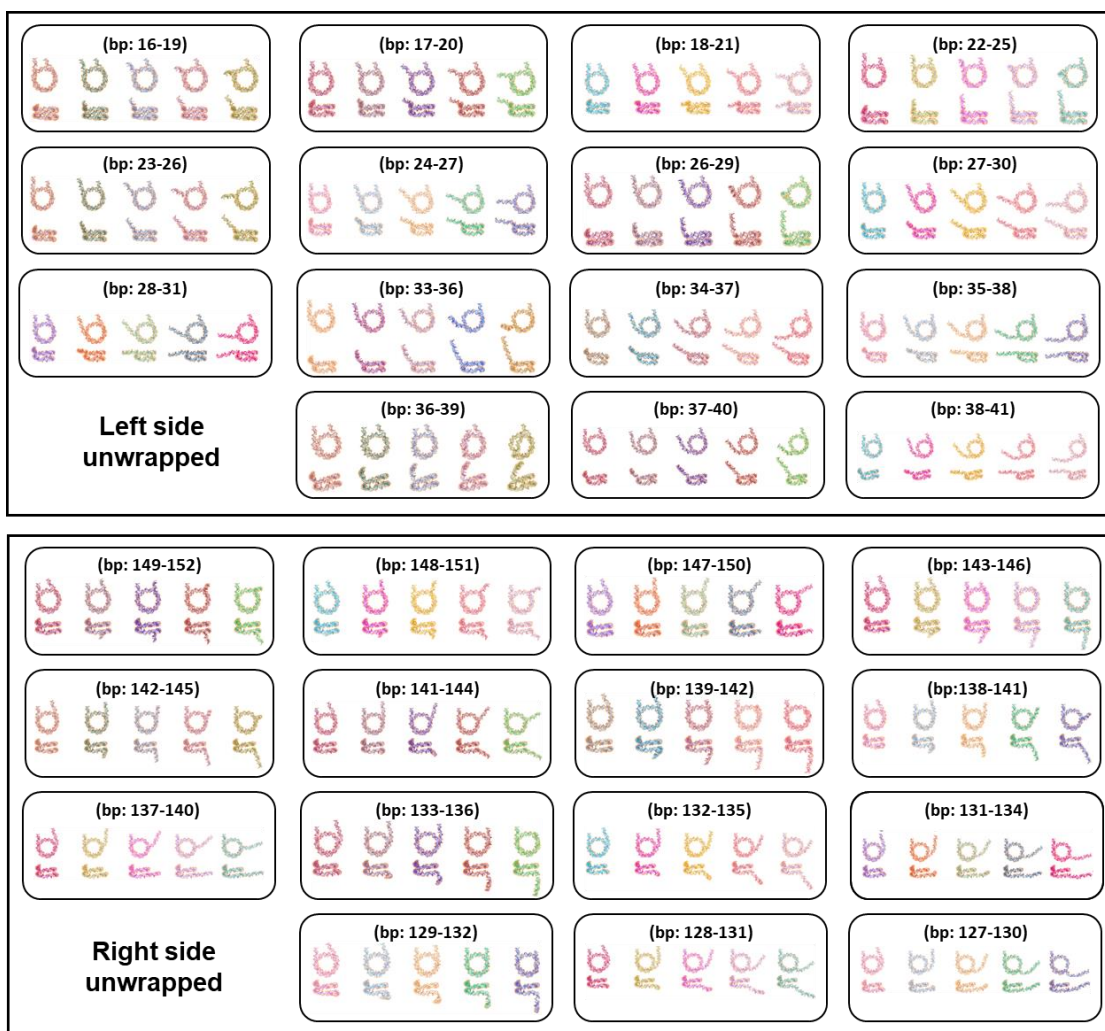 (bp: 16-19)
(bp: 17-20)
(bp: 18-21)
(bp: 22-25)
(bp: 23-26)
(bp: 24-27)
(bp: 26-29)
(bp: 27-30)
(bp: 28-31)
(bp: 33-36)
(bp: 34-37)
(bp: 35-38)
Left side
unwrapped
(bp: 36-39)
(bp: 37-40)
(bp: 38-41)
(bp: 149-152)
(bp: 148-151)
(bp: 147-150)
(bp: 143-146)
(bp: 142-145)
(bp: 141-144)
(bp: 139-142)
(bp:138-141)
(bp: 137-140)
(bp: 133-136)
(bp: 132-135)
(bp: 131-134)
Right side
unwrapped
(bp: 129-132)
(bp: 128-131)
(bp: 127-130)